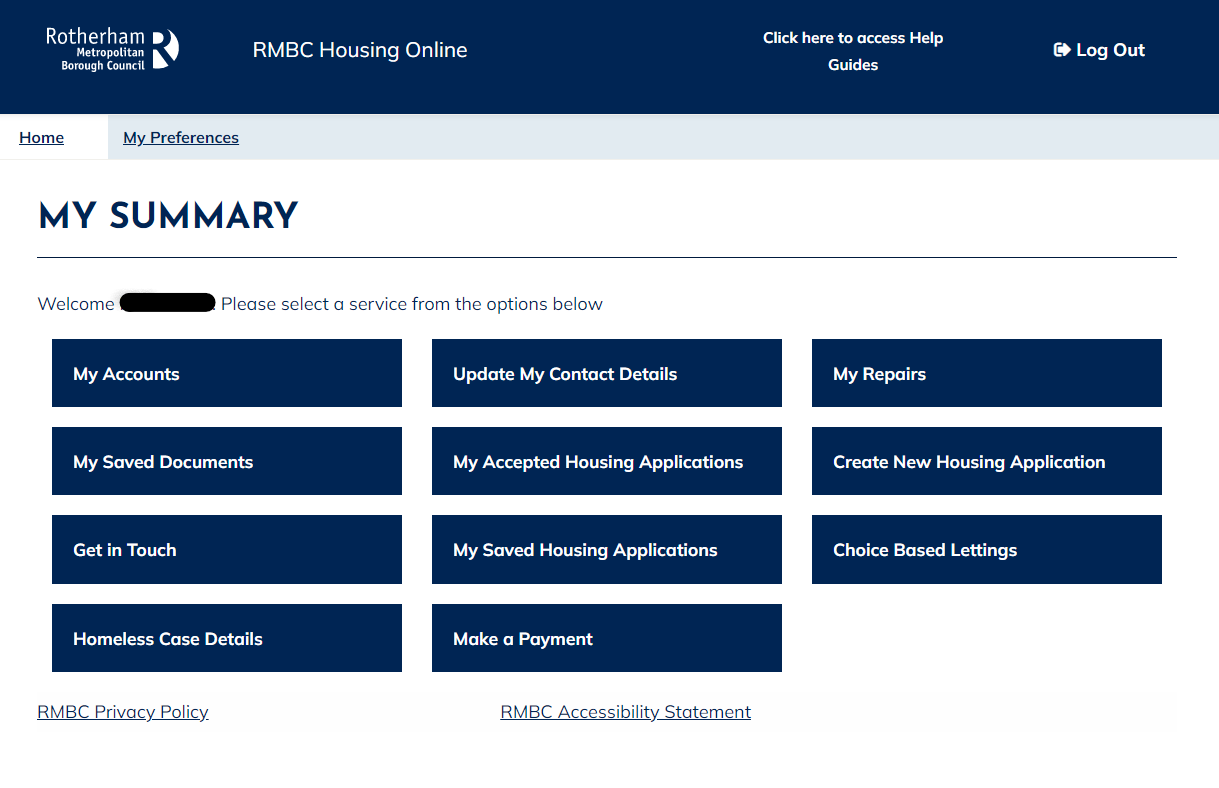 Rotherham
Metropolitan
Borough Council
RMBC Housing Online
Click here to access Help
Guides
Log Out
Home
My Preferences
MY SUMMARY
Welcome Please select a service from the options below
My Accounts
Update My Contact Details
My Repairs
My Saved Documents
My Accepted Housing Applications
Create New Housing Application
Get in Touch
My Saved Housing Applications
Choice Based Lettings
Homeless Case Details
Make a Payment
RMBC Privacy Policy
RMBC Accessibility Statement